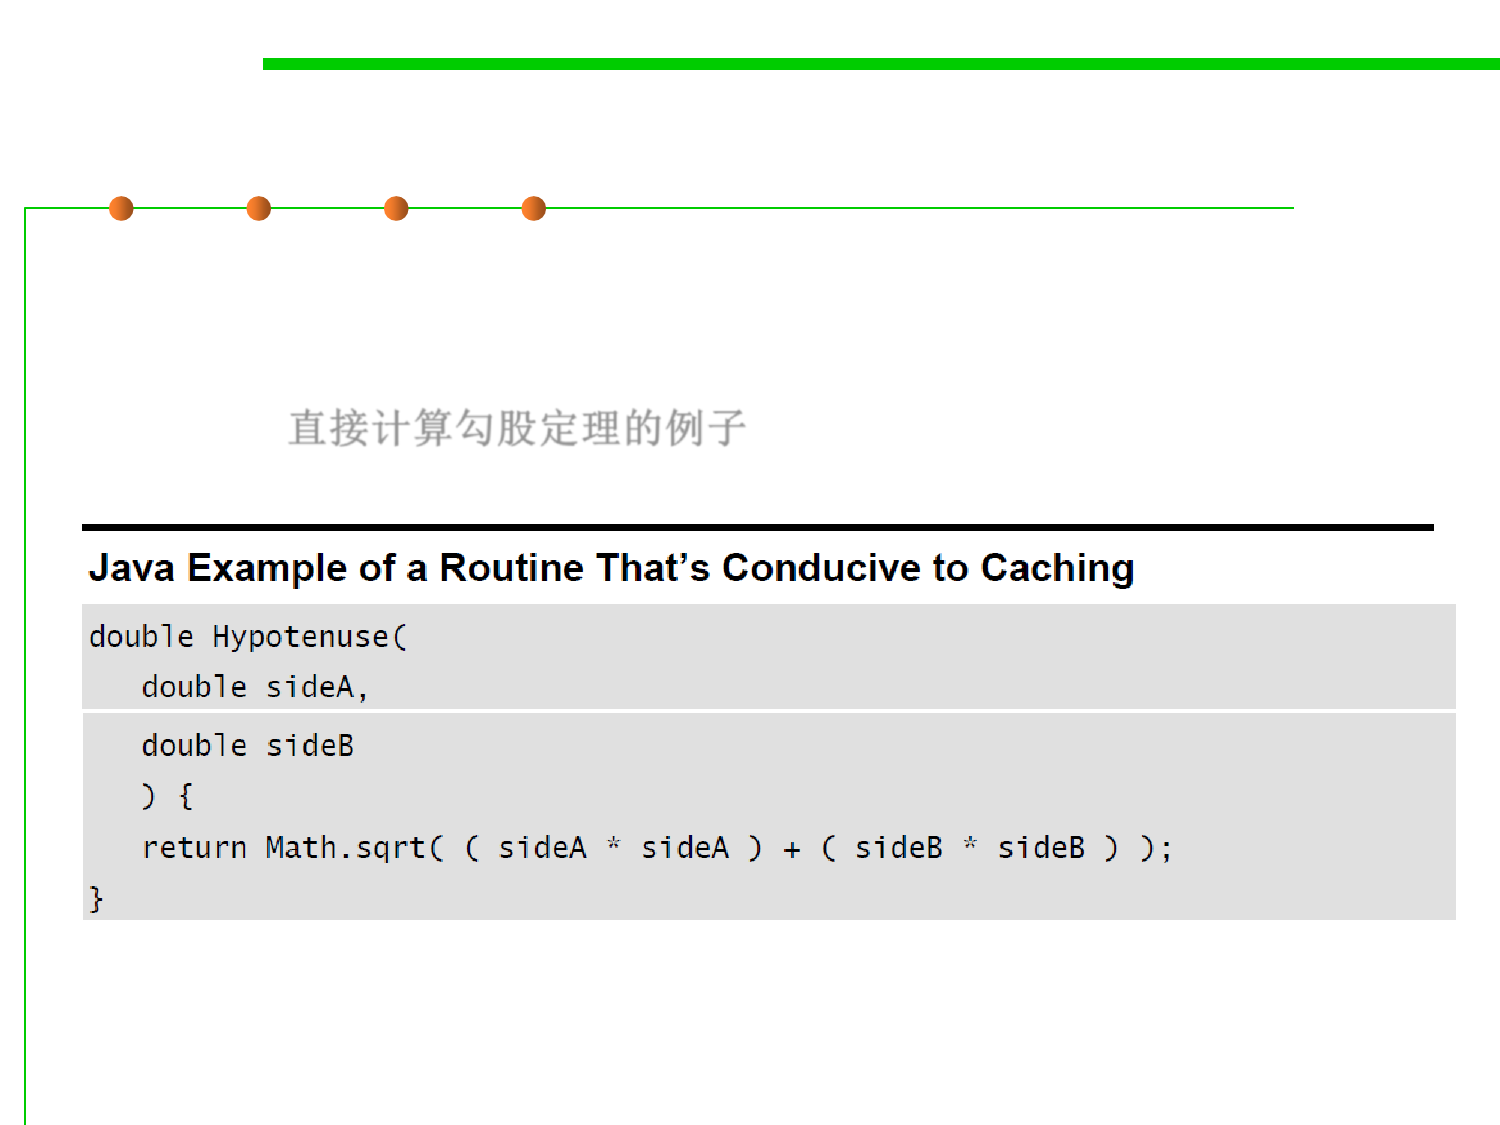 直接计算勾股定理的例子
Java Example of a Routine That's Conducive to Caching
double Hypotenuse(
   double sideA,
   double sideB
   ) {
   return Math.sqrt( ( sideA * sideA ) + ( sideB * sideB ) );
}